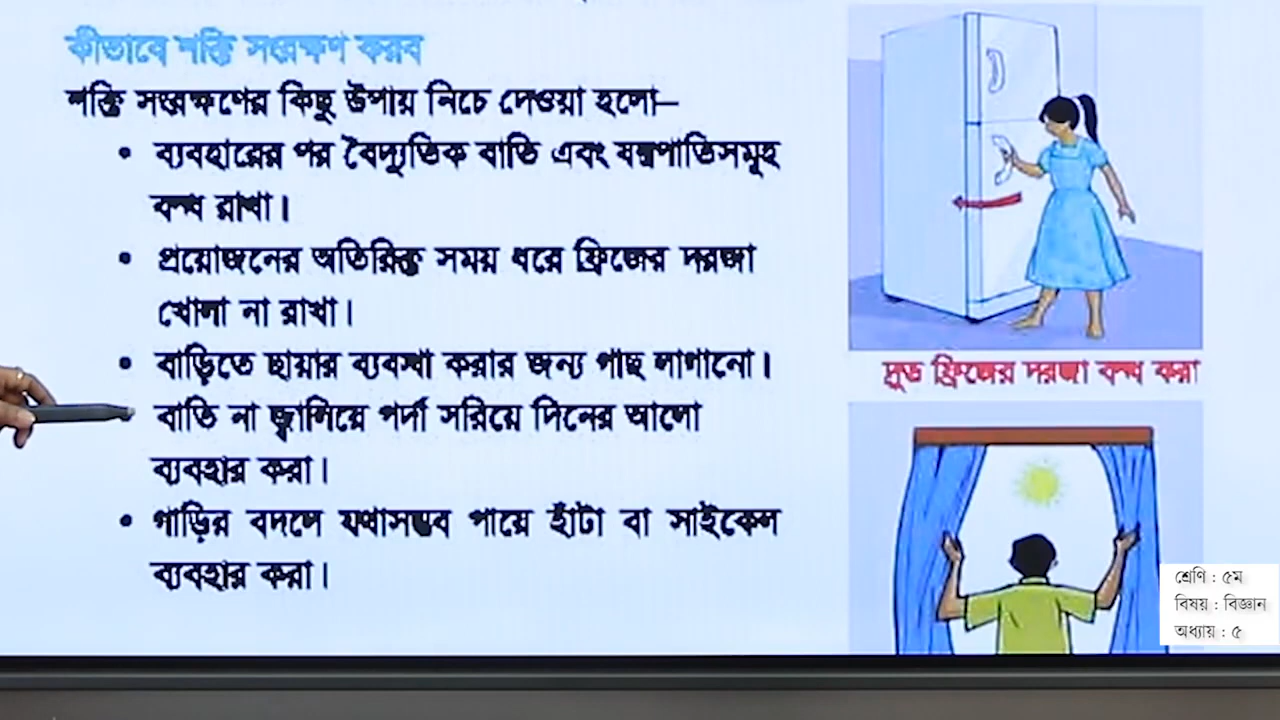 কীভাবে শক্তি সংরক্ষণ করব
শক্তি সংরক্ষণের কিছু উপায় নিচে দেওয়া হলো—
• ব্যবহারের পর বৈদ্যুতিক বাতি এবং যন্ত্রপাতিসমূহ
বন্ধ রাখা।
• প্রয়োজনের অতিরিক্ত সময় ধরে ফ্রিজের দরজা
খোলা না রাখা।
• বাড়িতে ছায়ার ব্যবস্থা করার জন্য গাছ লাগানো।
বাতি না জ্বালিয়ে পর্দা সরিয়ে দিনের আলো
ব্যবহার করা।
• গাড়ির বদলে যথাসম্ভব পায়ে হাঁটা বা সাইকেল
ব্যবহার করা।
দ্রুত ফ্রিজের দরজা বন্ধ করা
শ্রেণি : ৫ম
বিষয় : বিজ্ঞান
অধ্যায় : ৫